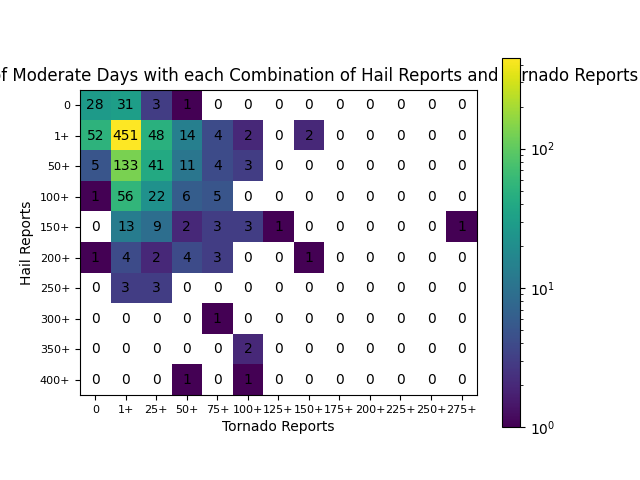 of Moderate Days with each Combination of Hail Reports and Tornado Reports
0 28 31 3 1 0 0 0 0 0 0 0 0 0
1+ 52 451 48 14 4 2 0 2 0 0 0 0 0
50+ 5 133 41 11 4 3 0 0 0 0 0 0 0
100+ 1 56 22 6 5 0 0 0 0 0 0 0 0
150+ 0 13 9 2 3 3 1 0 0 0 0 0 1
200+ 1 4 2 4 3 0 0 1 0 0 0 0 0
250+ 0 3 3 0 0 0 0 0 0 0 0 0 0
300+ 0 0 0 0 1 0 0 0 0 0 0 0 0
350+ 0 0 0 0 0 2 0 0 0 0 0 0 0
400+ 0 0 0 1 0 1 0 0 0 0 0 0 0
0 1+ 25+ 50+ 75+ 100+ 125+ 150+ 175+ 200+ 225+ 250+ 275+
Tornado Reports
Hail Reports
10²
10¹
10⁰